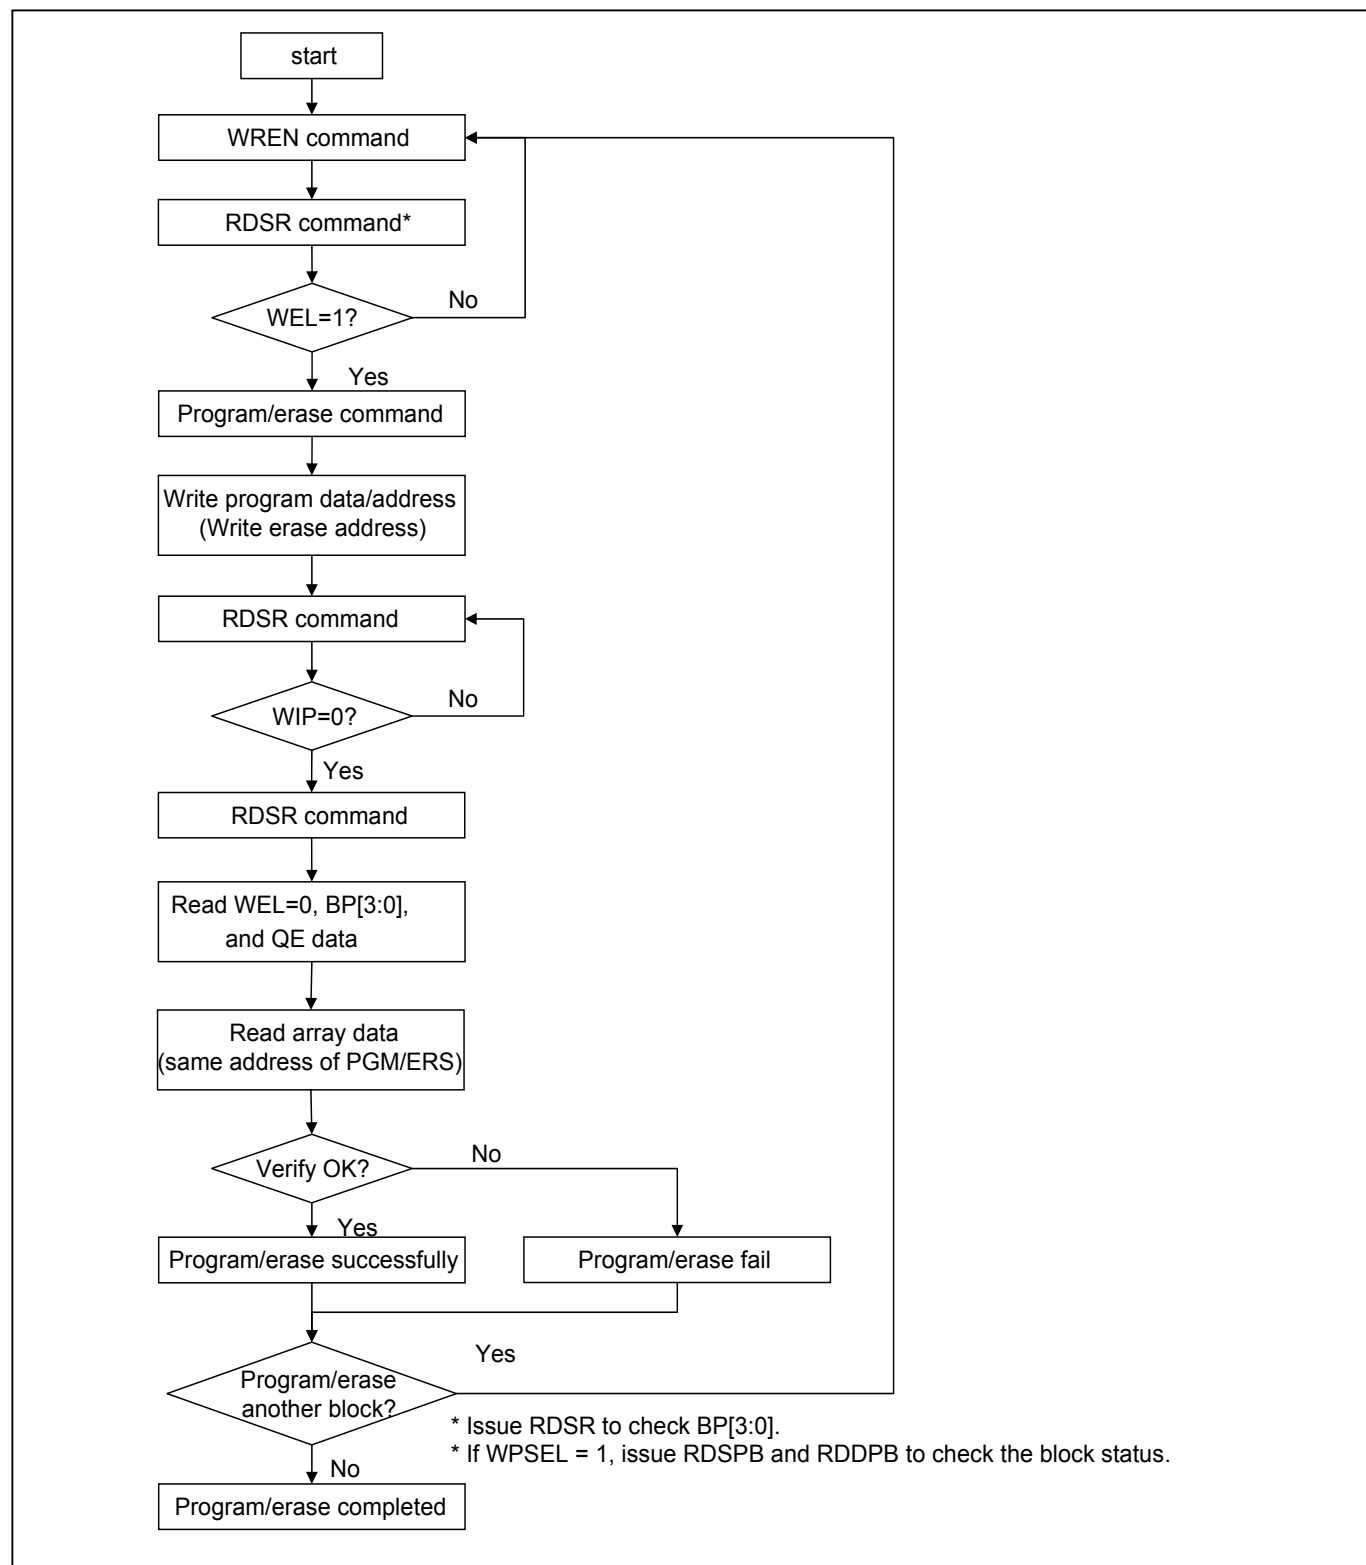 start
WREN command
RDSR command*
WEL=1?
No
Yes
Program/erase command
Write program data/address
(Write erase address)
RDSR command
WIP=0?
No
Yes
RDSR command
Read WEL=0, BP[3:0],
and QE data
Read array data
(same address of PGM/ERS)
Verify OK?
No
Yes
Program/erase successfully
Program/erase fail
Yes
Program/erase
another block?
* Issue RDSR to check BP[3:0].
* If WPSEL = 1, issue RDSPB and RDDPB to check the block status.
No
Program/erase completed